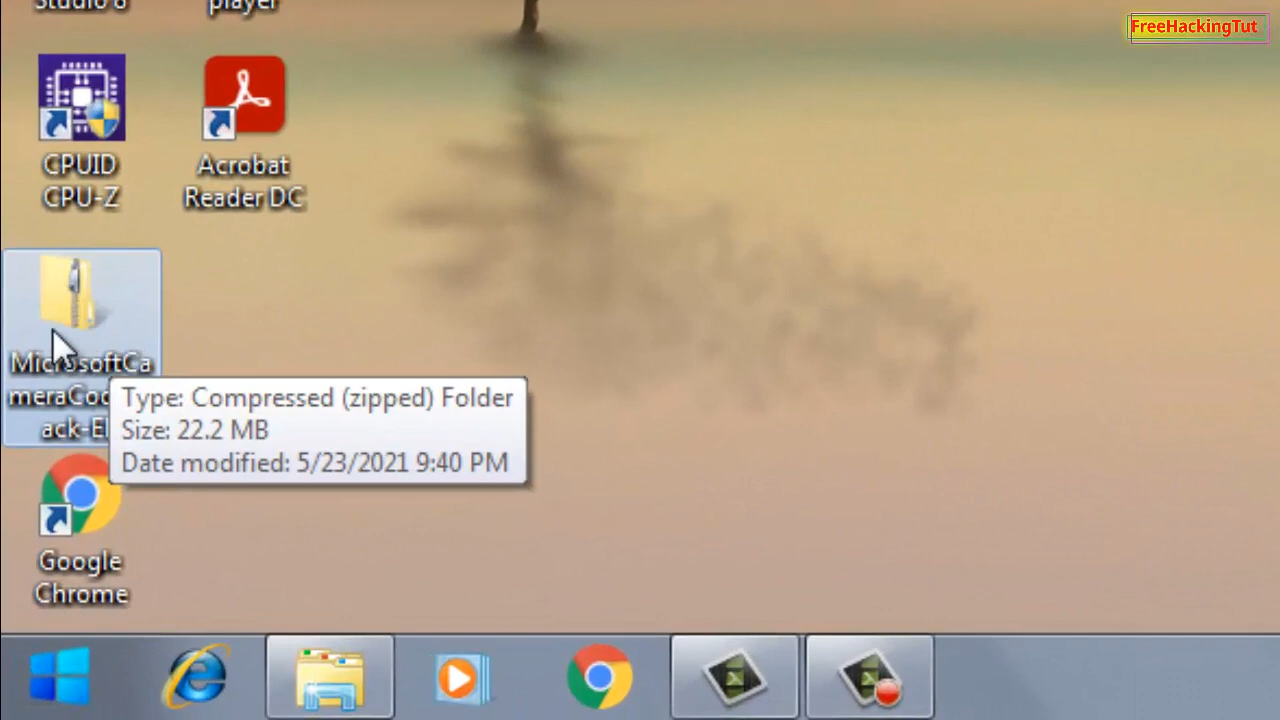 Studio 8
player
FreeHackingTut
CPUID
CPU-Z
Acrobat
Reader DC
MicrosoftCa
meraCo
ack-E
Type: Compressed (zipped) Folder
Size: 22.2 MB
Date modified: 5/23/2021 9:40 PM
Google
Chrome